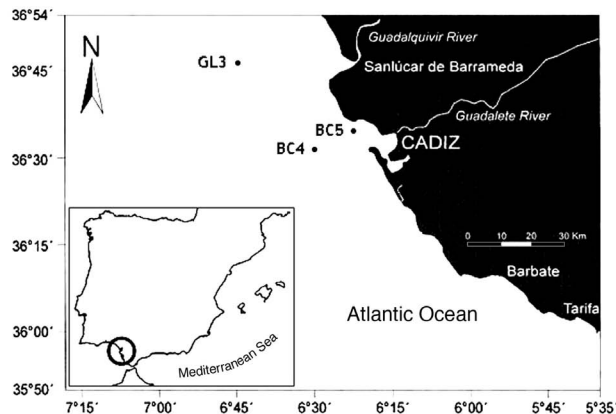 36°54'
36°45'
36°30'
36°15'
36°00'
35°50'
N
GL3
Guadalquivir River
Sanlúcar de Barrameda
Guadalete River
BC5
CADIZ
BC4
0 10 20 30 Km
Barbate
Tarifa
Atlantic Ocean
Mediterranean Sea
7°15' 7°00' 6°45' 6°30' 6°15' 6°00' 5°45' 5°35